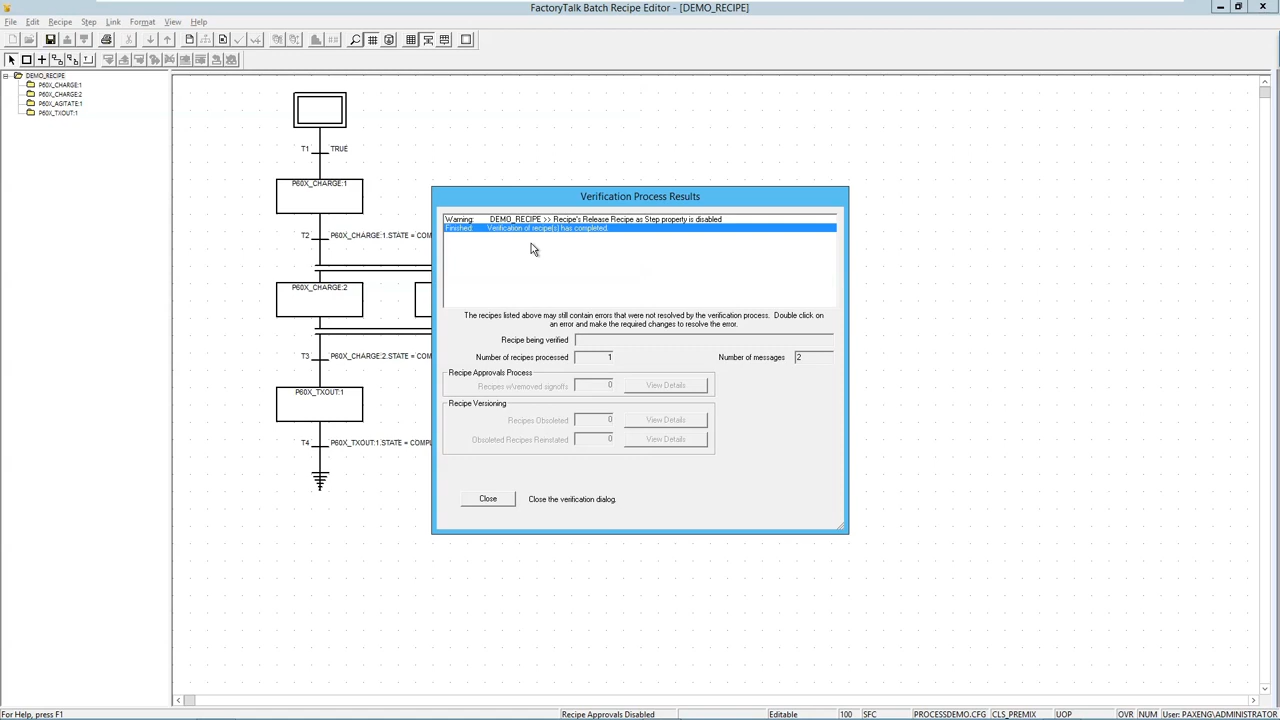 FactoryTalk Batch Recipe Editor - [DEMO_RECIPE]
File Edit Recipe Step Link Format View Help
DEMO_RECIPE
P60X_CHARGE:1
P60X_CHARGE:2
P60X_AGITATE:1
P60X_TXOUT:1
T1 TRUE
P60X_CHARGE:1
T2 P60X_CHARGE:1.STATE = COM
P60X_CHARGE:2
T3 P60X_CHARGE:2.STATE = COM
P60X_TXOUT:1
T4 P60X_TXOUT:1.STATE = COMPL
Verification Process Results
Warning: DEMO_RECIPE >> Recipe's Release Recipe as Step property is disabled
Finished: Verification of recipe(s) has completed.
The recipes listed above may still contain errors that were not resolved by the verification process. Double click on
an error and make the required changes to resolve the error.
Recipe being verified
Number of recipes processed 1 Number of messages 2
Recipe Approvals Process
Recipes w/removed signoffs 0 View Details
Recipe Versioning
Recipes Obsoleted 0 View Details
Obsoleted Recipes Reinstated 0 View Details
Close Close the verification dialog.
For Help, press F1 Recipe Approvals Disabled Editable 100 SFC PROCESSDEMO.CFG CLS_PREMIX UOP OVR NUM User: PAXENG\ADMINISTRATOR